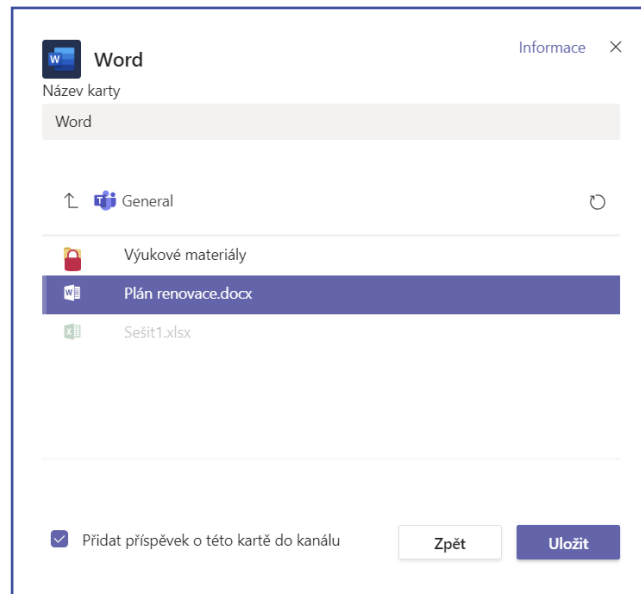 Informace
Word
Název karty
Word
General
Výukové materiály
Plán renovace.docx
Sešit1.xlsx
Přidat příspěvek o této kartě do kanálu
Zpět
Uložit